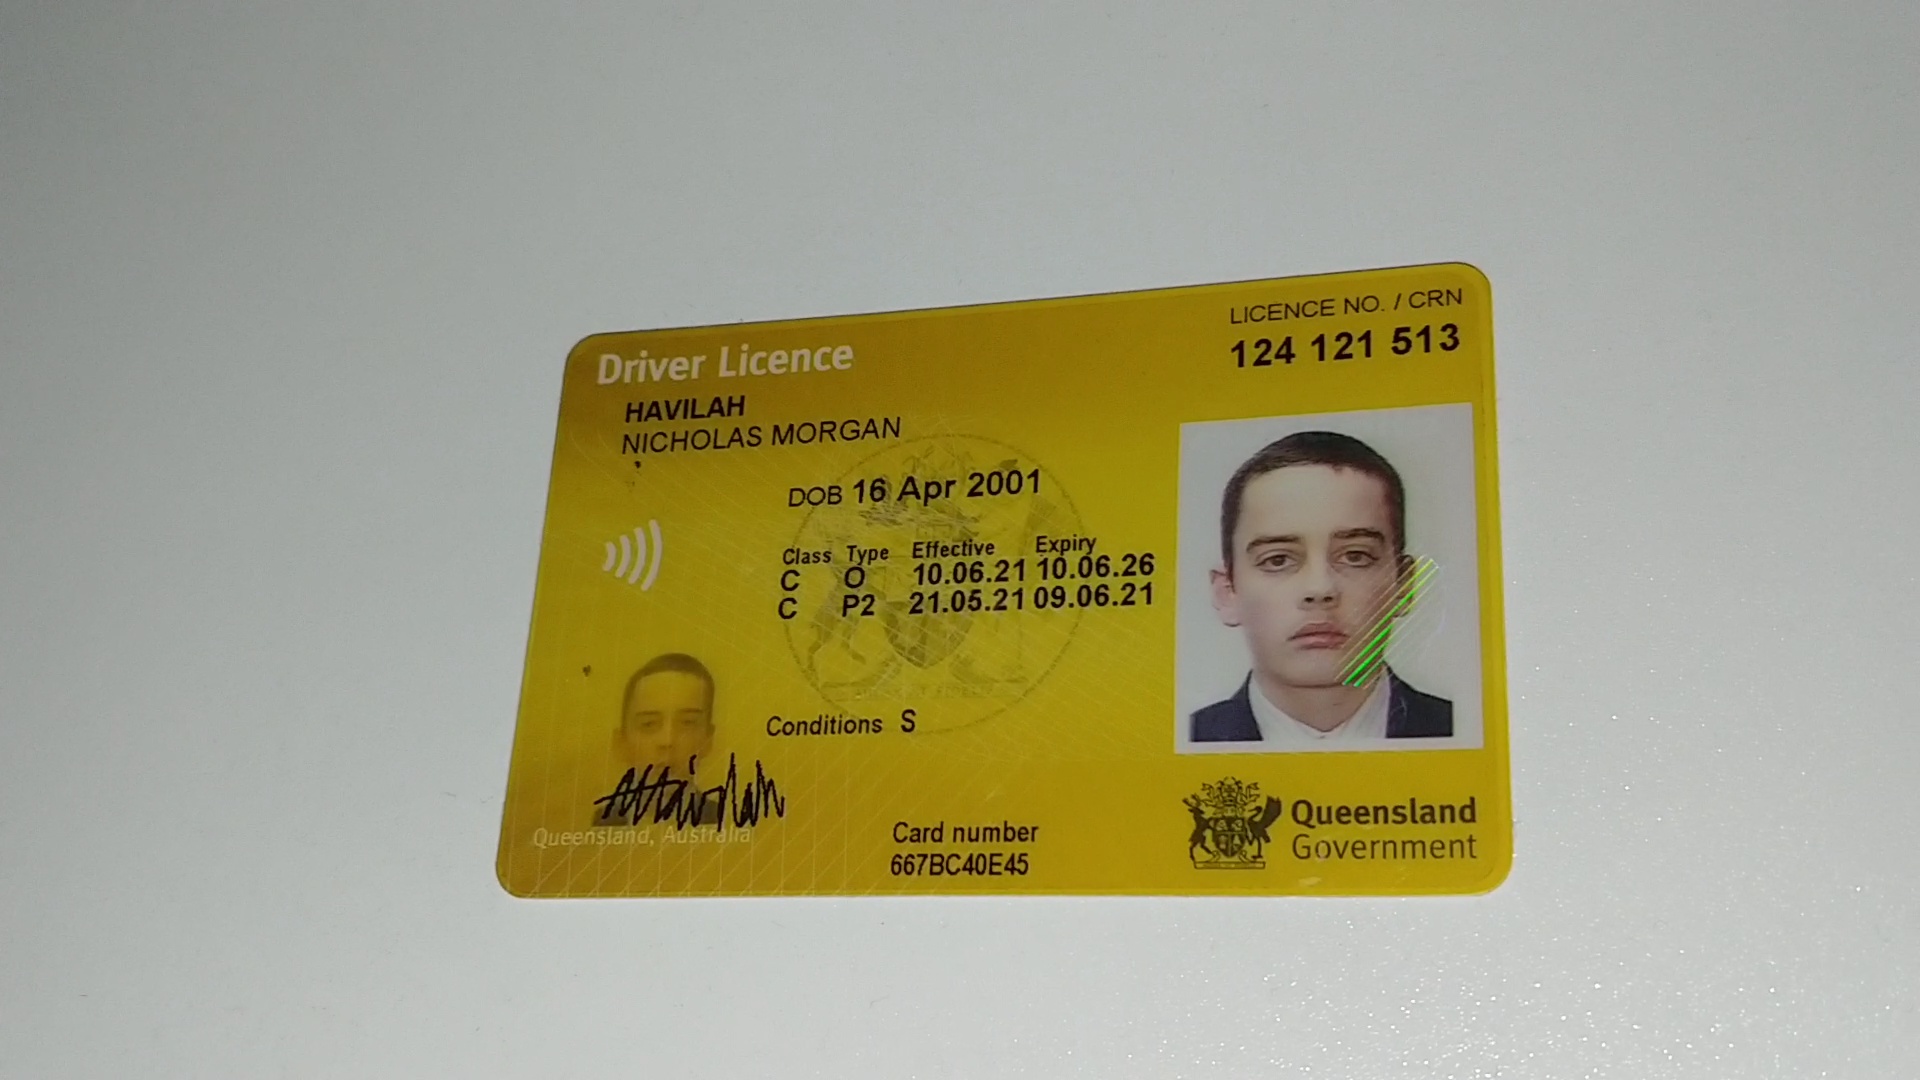 Driver Licence
LICENCE NO. / CRN
124 121 513
HAVILAH
NICHOLAS MORGAN
DOB 16 Apr 2001
Class Type Effective Expiry
C O 10.06.21 10.06.26
C P2 21.05.21 09.06.21
Conditions S
Queensland, Australia
Card number
667BC40E45
Queensland
Government